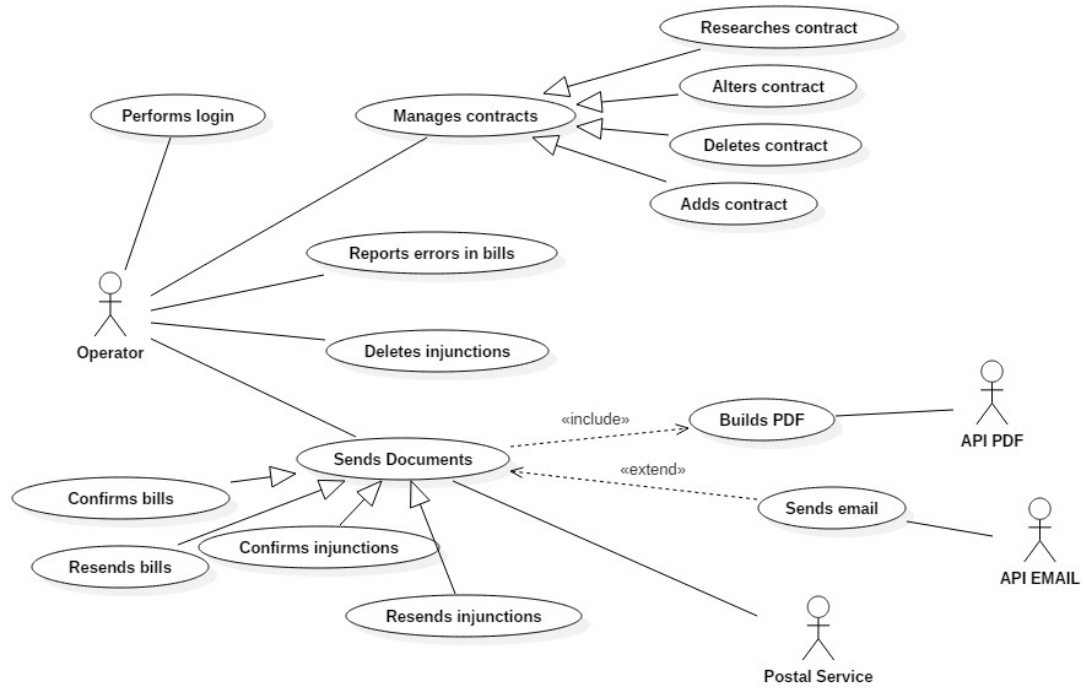 Researches contract
Alters contract
Performs login
Manages contracts
Deletes contract
Adds contract
Reports errors in bills
Operator
Deletes injunctions
«include»
Builds PDF
API PDF
Sends Documents
«extend»
Confirms bills
Sends email
Confirms injunctions
Resends bills
API EMAIL
Resends injunctions
Postal Service